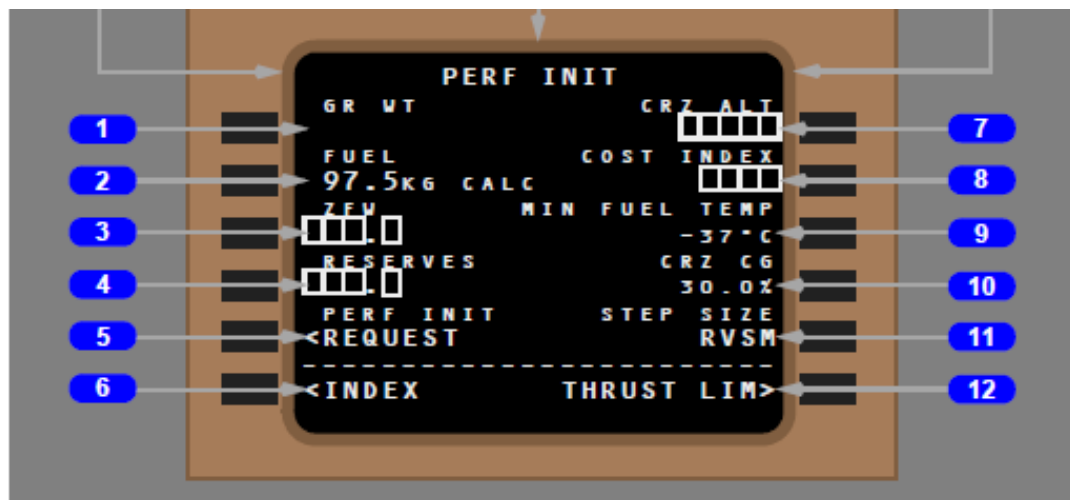 PERF INIT
GR WT CRZ ALT
1 7
FUEL COST INDEX
2 97.5KG CALC 8
ZFW MIN FUEL TEMP
3 . -37°C 9
RESERVES CRZ CG
4 . 30.0% 10
PERF INIT STEP SIZE
5 <REQUEST RVSM 11
--------------------------
6 <INDEX THRUST LIM> 12